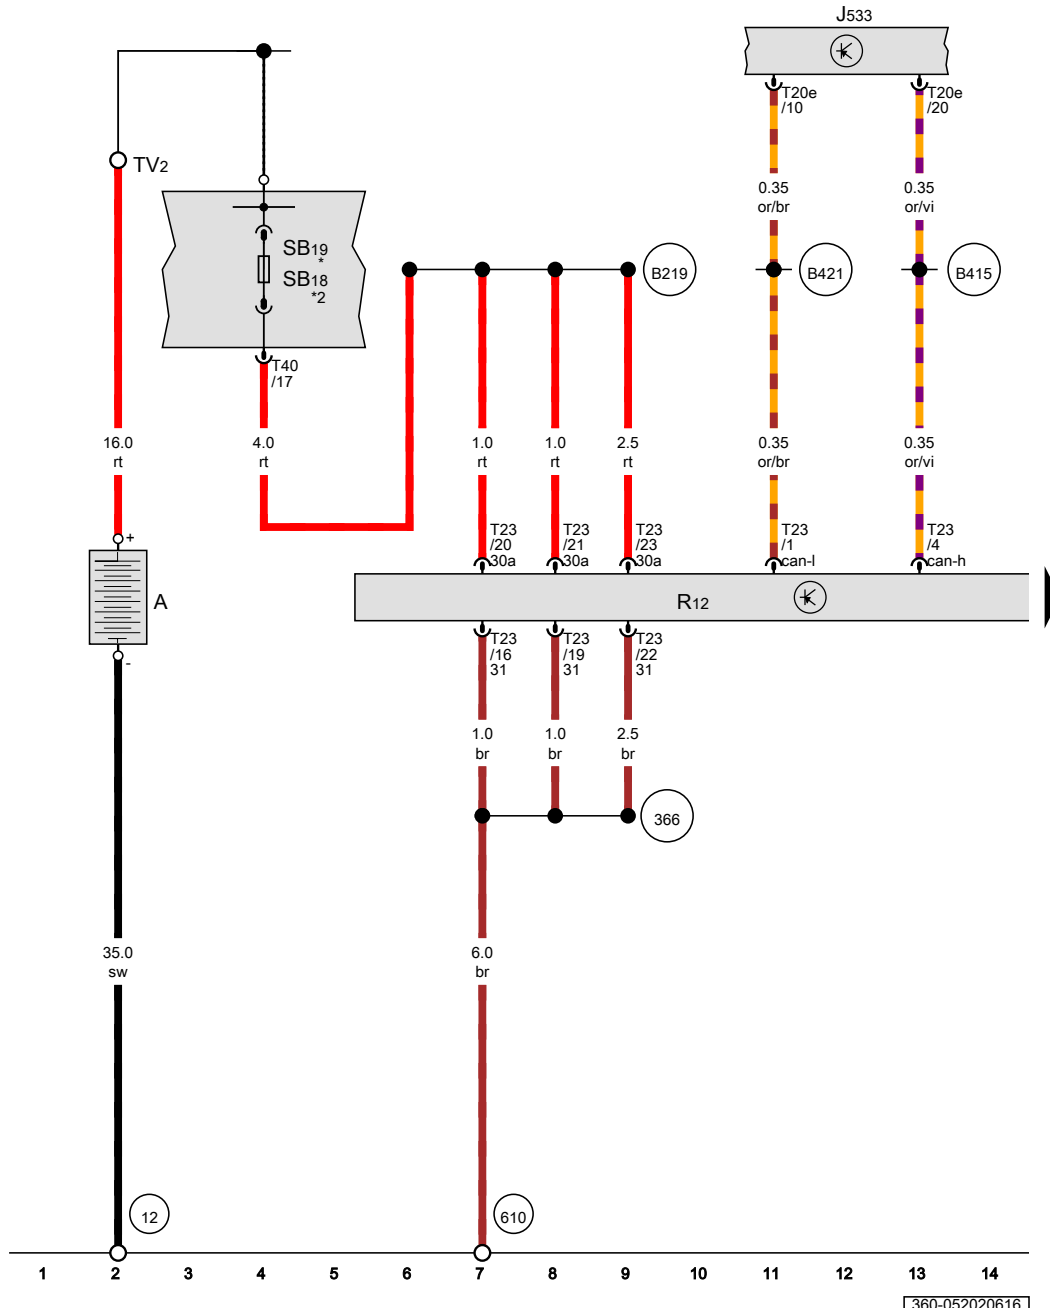 J533
T20e
/10
T20e
/20
TV2
0.35
or/br
0.35
or/vi
SB19
*
SB18
*2
B219
B421
B415
T40
/17
16.0
rt
4.0
rt
1.0
rt
1.0
rt
2.5
rt
0.35
or/br
0.35
or/vi
T23
/20
30a
T23
/21
30a
T23
/23
30a
T23
/1
can-l
T23
/4
can-h
+
A
R12
-
T23
/16
31
T23
/19
31
T23
/22
31
1.0
br
1.0
br
2.5
br
366
35.0
sw
6.0
br
12
610
1 2 3 4 5 6 7 8 9 10 11 12 13 14
360-052020616